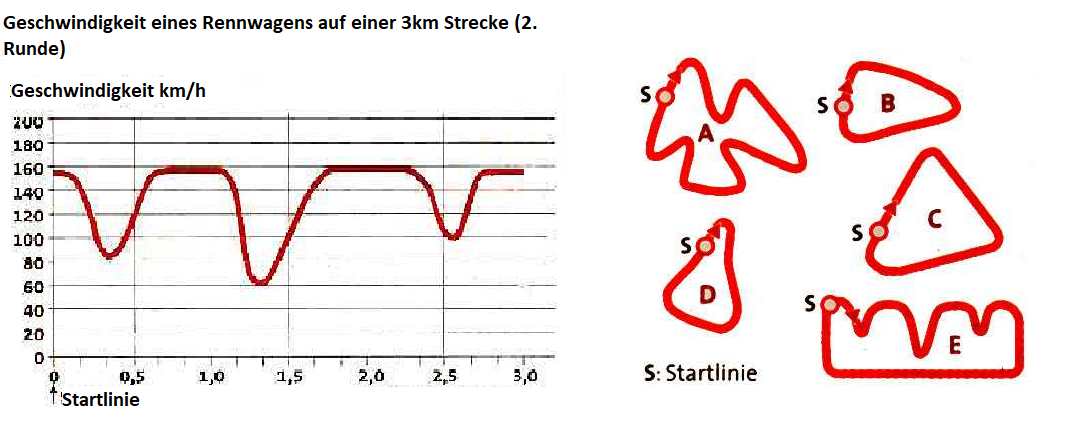 Geschwindigkeit eines Rennwagens auf einer 3km Strecke (2.
Runde)
Geschwindigkeit km/h
200
180
160
140
120
100
80
60
40
20
0
0
0,5
1,0
1,5
2,0
2,5
3,0
Startlinie
S
A
S
B
S
C
S
D
S
E
S: Startlinie